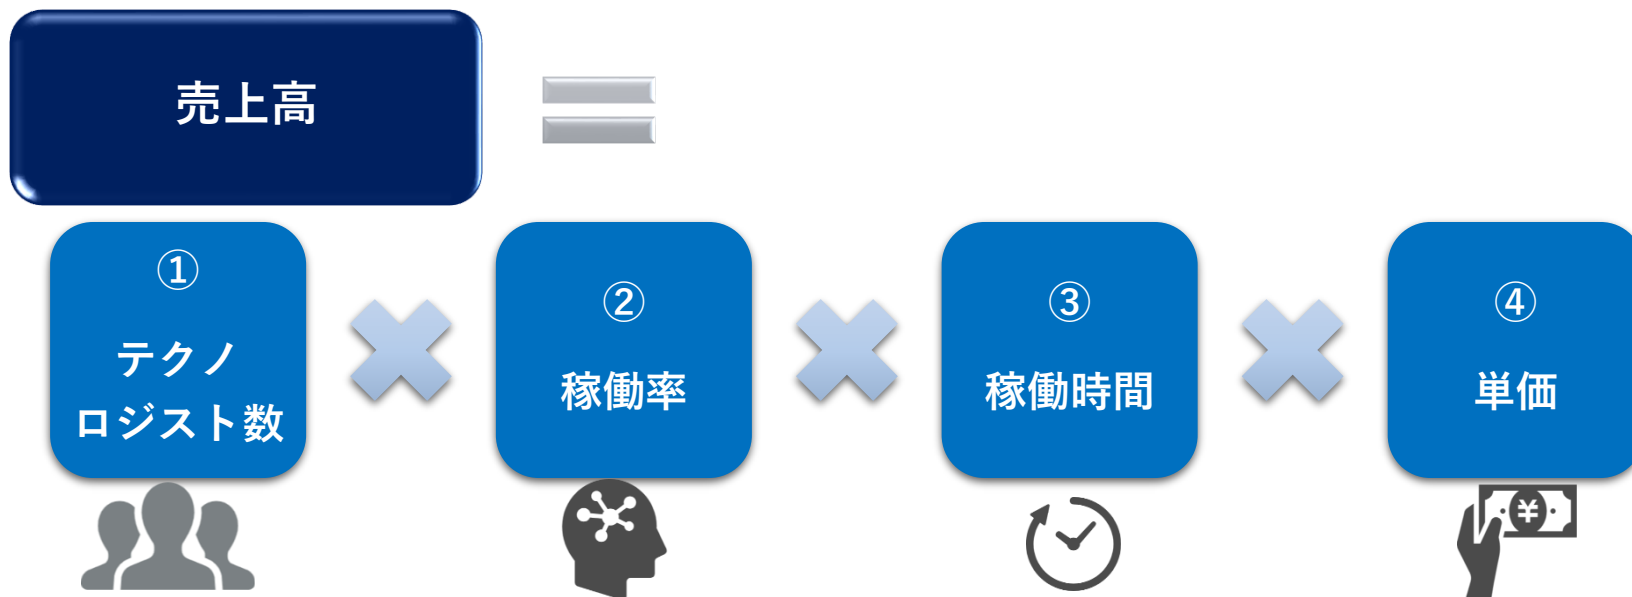 売上高
①
テクノ
ロジスト数
②
稼働率
③
稼働時間
④
単価
¥